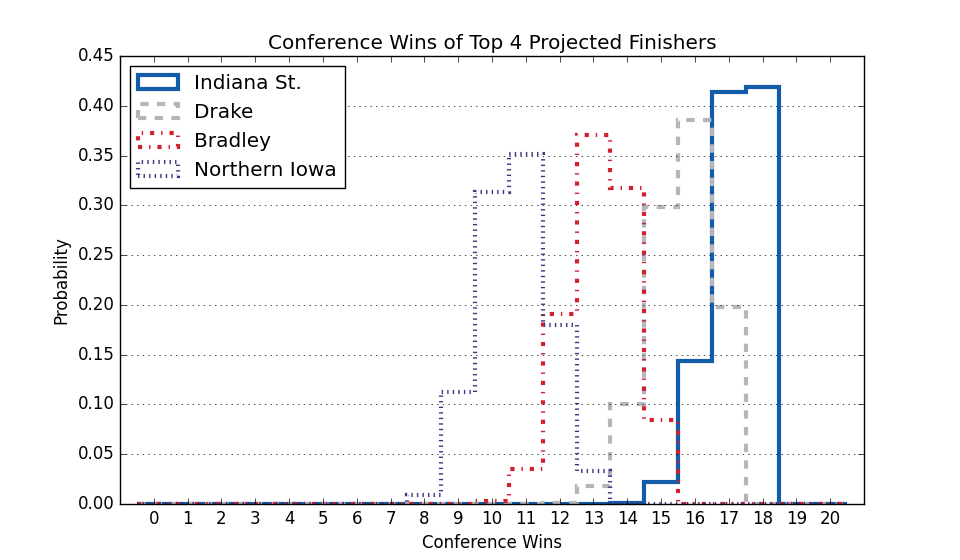 Conference Wins of Top 4 Projected Finishers
Indiana St.
Drake
Bradley
Northern Iowa
0.45
0.40
0.35
0.30
0.25
0.20
0.15
0.10
0.05
0.00
Probability
0 1 2 3 4 5 6 7 8 9 10 11 12 13 14 15 16 17 18 19 20
Conference Wins